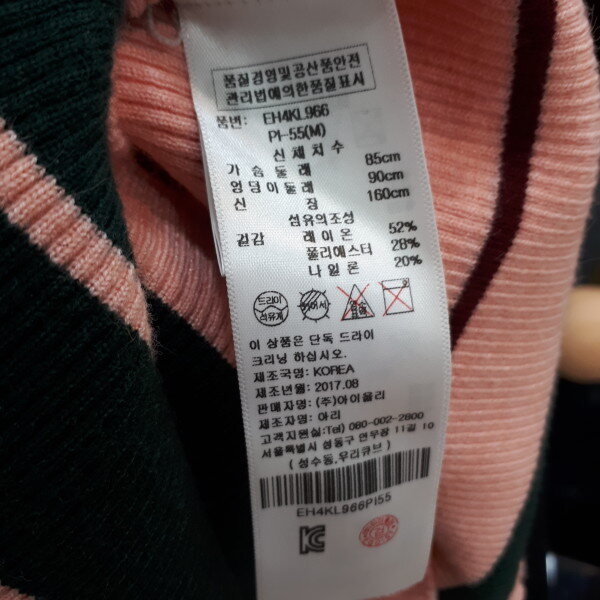 품질경영및공산품안전
관리법에의한품질표시
품번: EH4KL966
PI-55(M)
신체치수
가슴둘레 85cm
엉덩이둘레 90cm
신장 160cm
섬유의조성
겉감 레이온 52%
폴리에스터 28%
나일론 20%
드라이
석유계
이 상품은 단독 드라이
크리닝 하십시오.
제조국명: KOREA
제조년월: 2017.08
판매자명: (주)아이올리
제조자명: 아리
고객지원실:Tel) 080-002-2800
서울특별시 성동구 연무장 11길 10
(성수동,우리큐브)
EH4KL966PI55